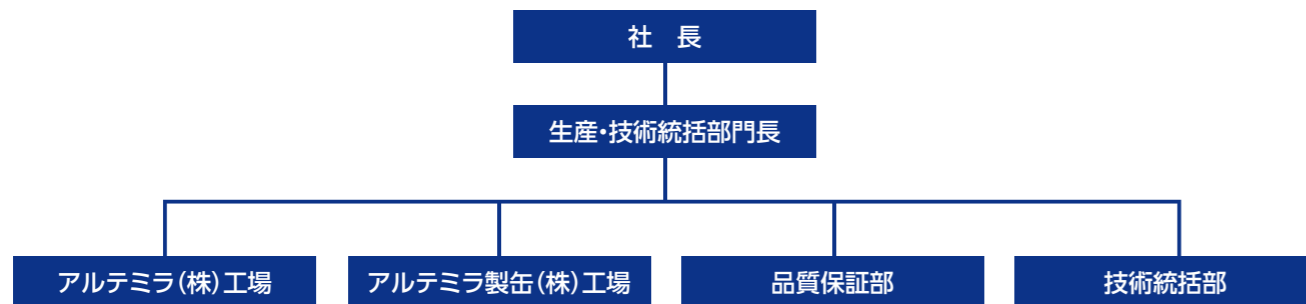 社　長
生産・技術統括部門長
アルテミラ(株)工場
アルテミラ製缶(株)工場
品質保証部
技術統括部